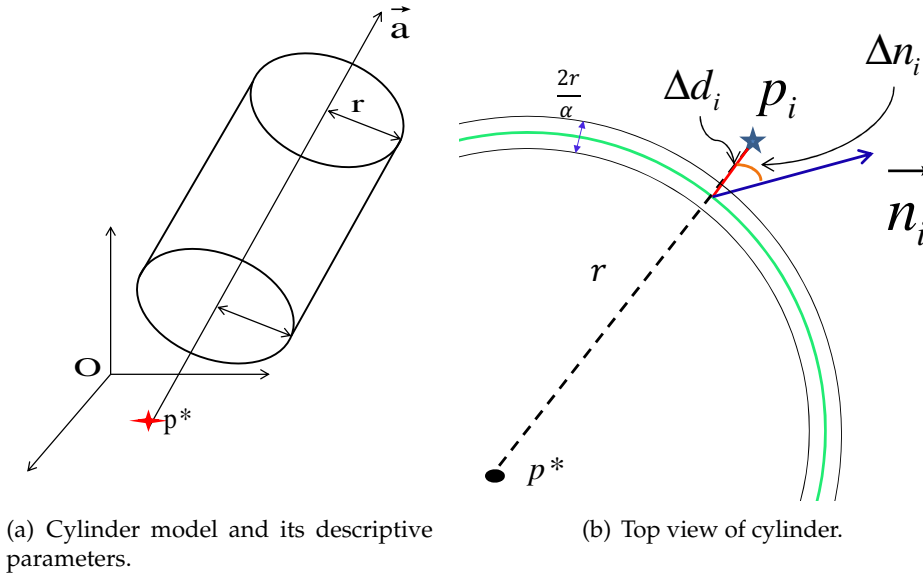 a
r
O
p*
(a) Cylinder model and its descriptive
parameters.
2r/α
Δd_i
p_i
Δn_i
n_i
r
p*
(b) Top view of cylinder.